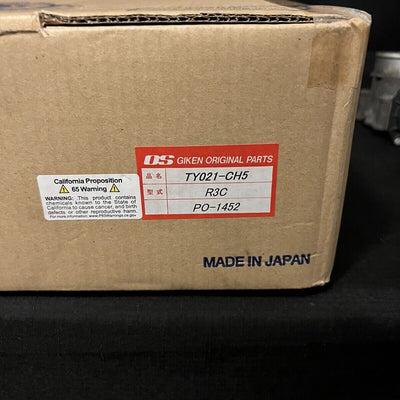 OS GIKEN ORIGINAL PARTS
品名 TY021-CH5
型式 R3C
PO-1452
California Proposition
65 Warning
WARNING: .This product contains
chemicals known to the State of
California to cause cancer, and birth
defects or other reproductive harm.
For more information: www.P65Warnings.ca.gov
MADE IN JAPAN